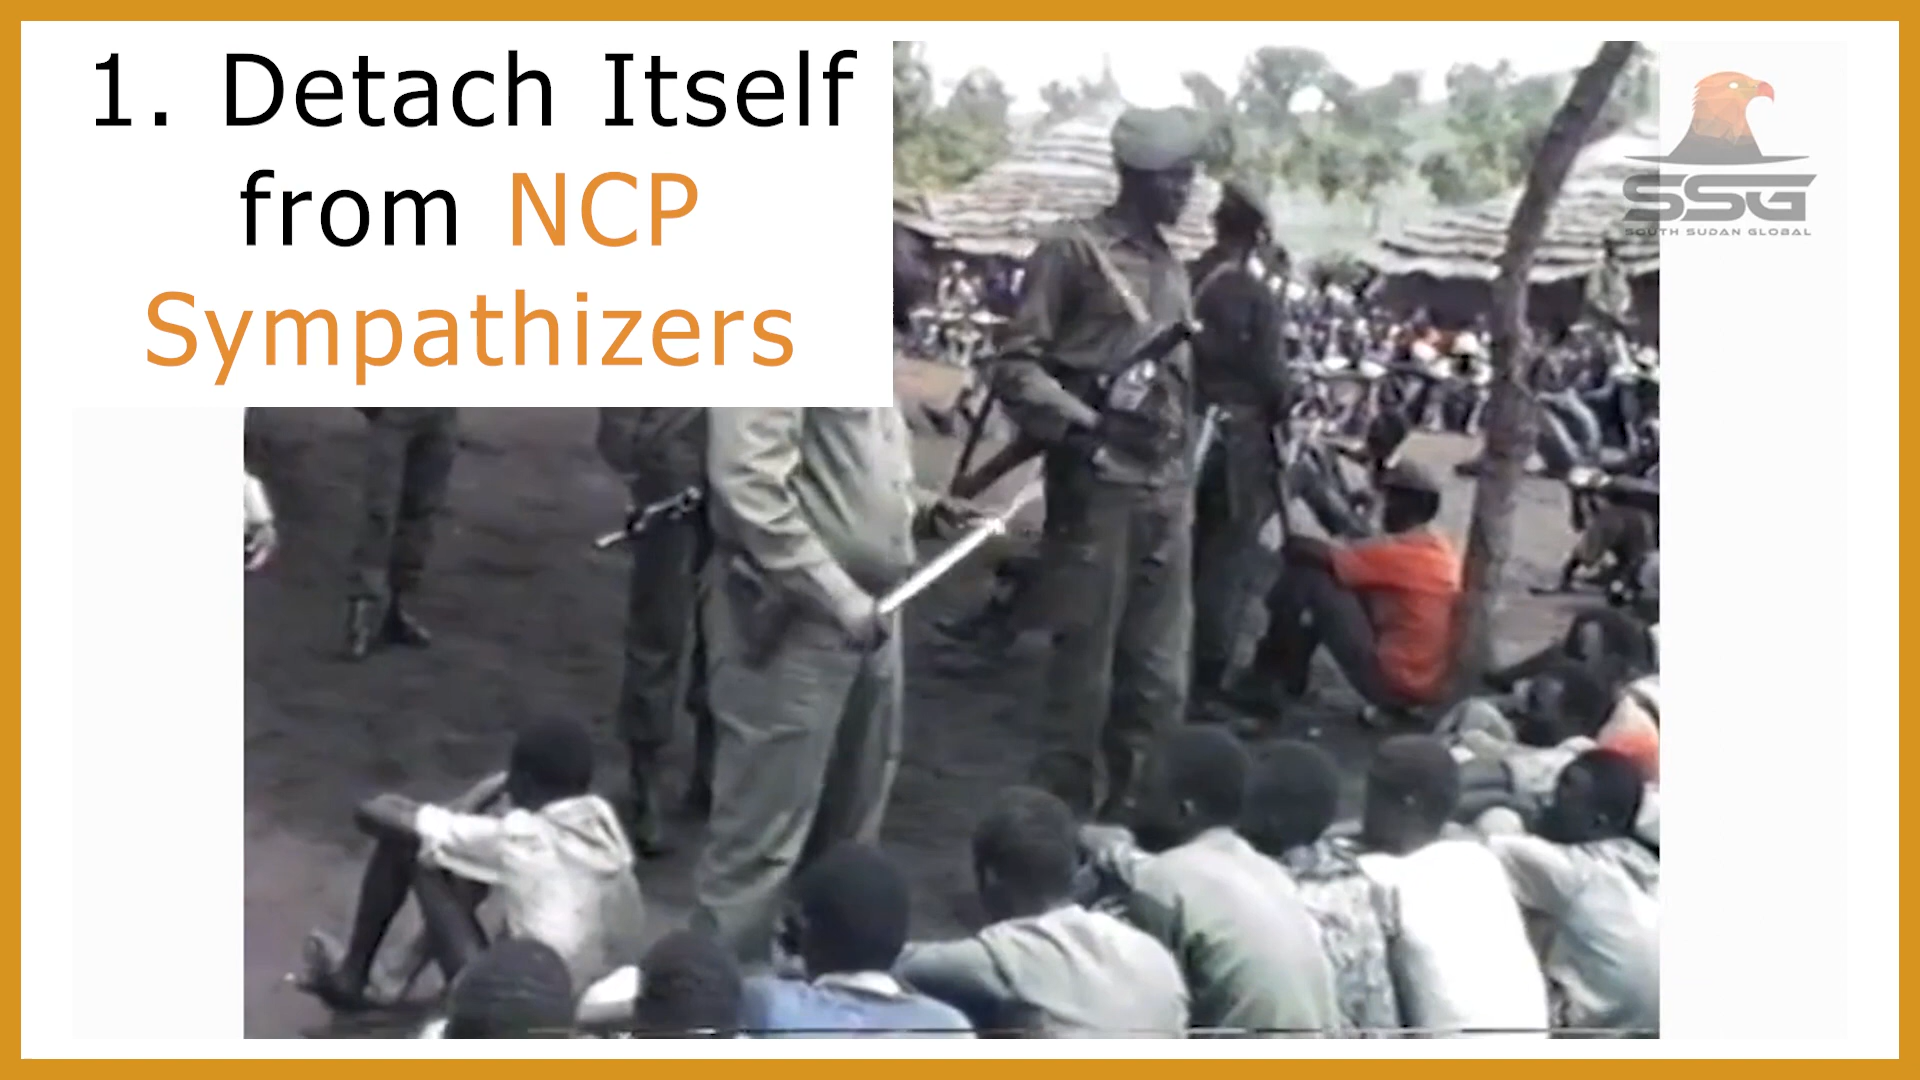 1. Detach Itself
from NCP
Sympathizers
SSG
SOUTH SUDAN GLOBAL